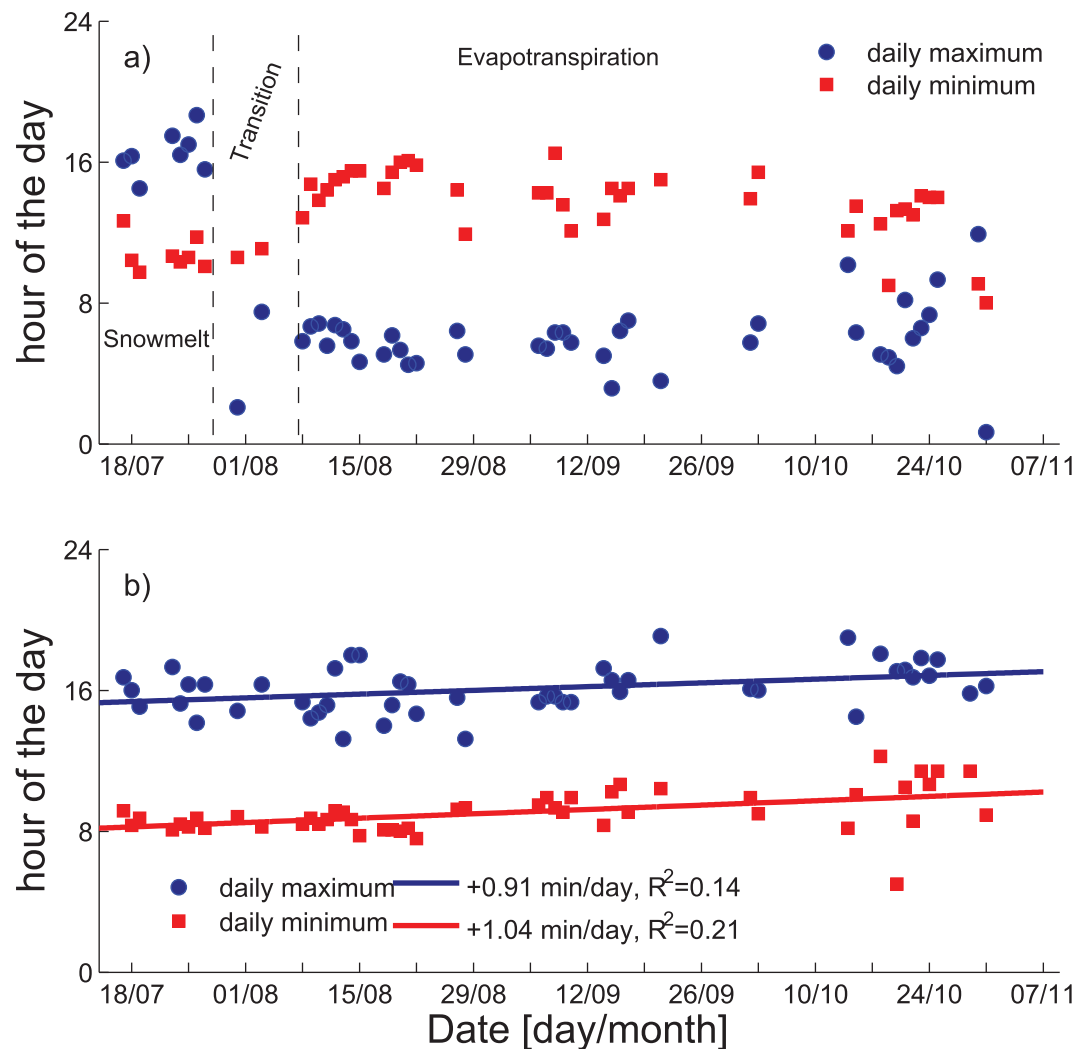 24
a)
Transition
Evapotranspiration
daily maximum
daily minimum
hour of the day
16
8
Snowmelt
0
18/07 01/08 15/08 29/08 12/09 26/09 10/10 24/10 07/11
24
b)
hour of the day
16
8
daily maximum +0.91 min/day, R²=0.14
daily minimum +1.04 min/day, R²=0.21
0
18/07 01/08 15/08 29/08 12/09 26/09 10/10 24/10 07/11
Date [day/month]